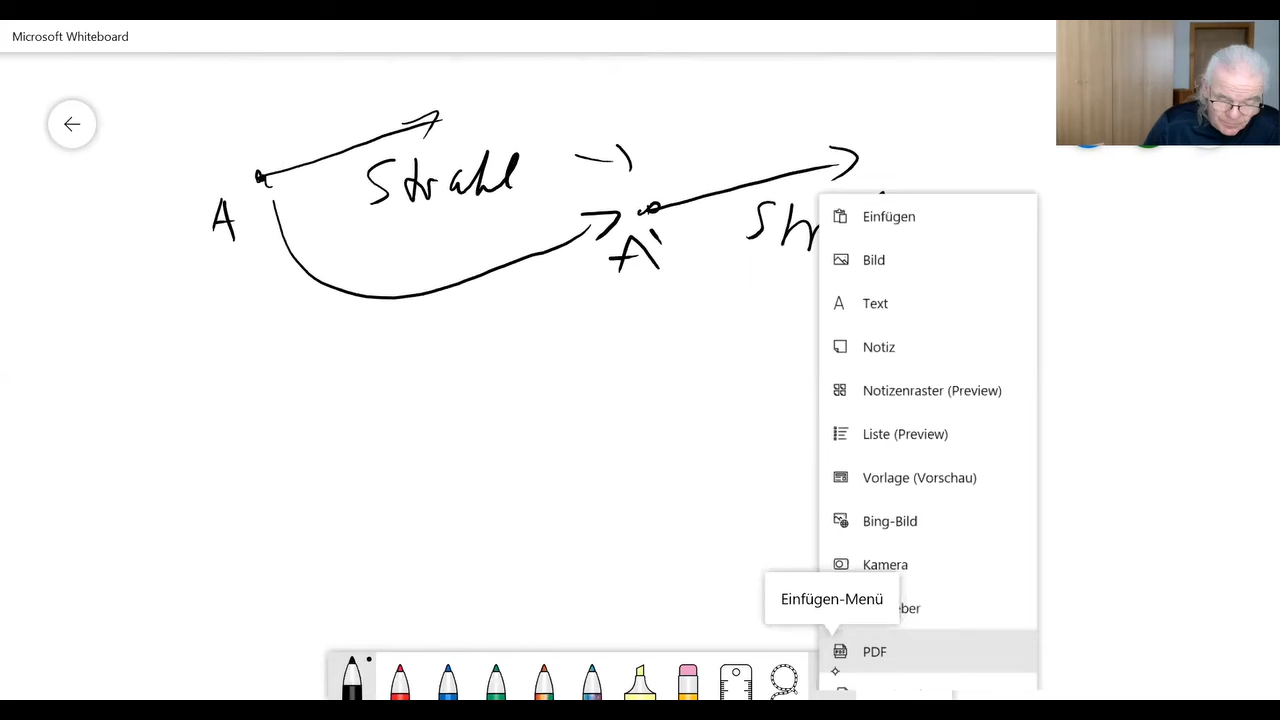 Microsoft Whiteboard
Strahl
A
A'
Einfügen
Bild
Text
Notiz
Notizenraster (Preview)
Liste (Preview)
Vorlage (Vorschau)
Bing-Bild
Kamera
Einfügen-Menü
PDF